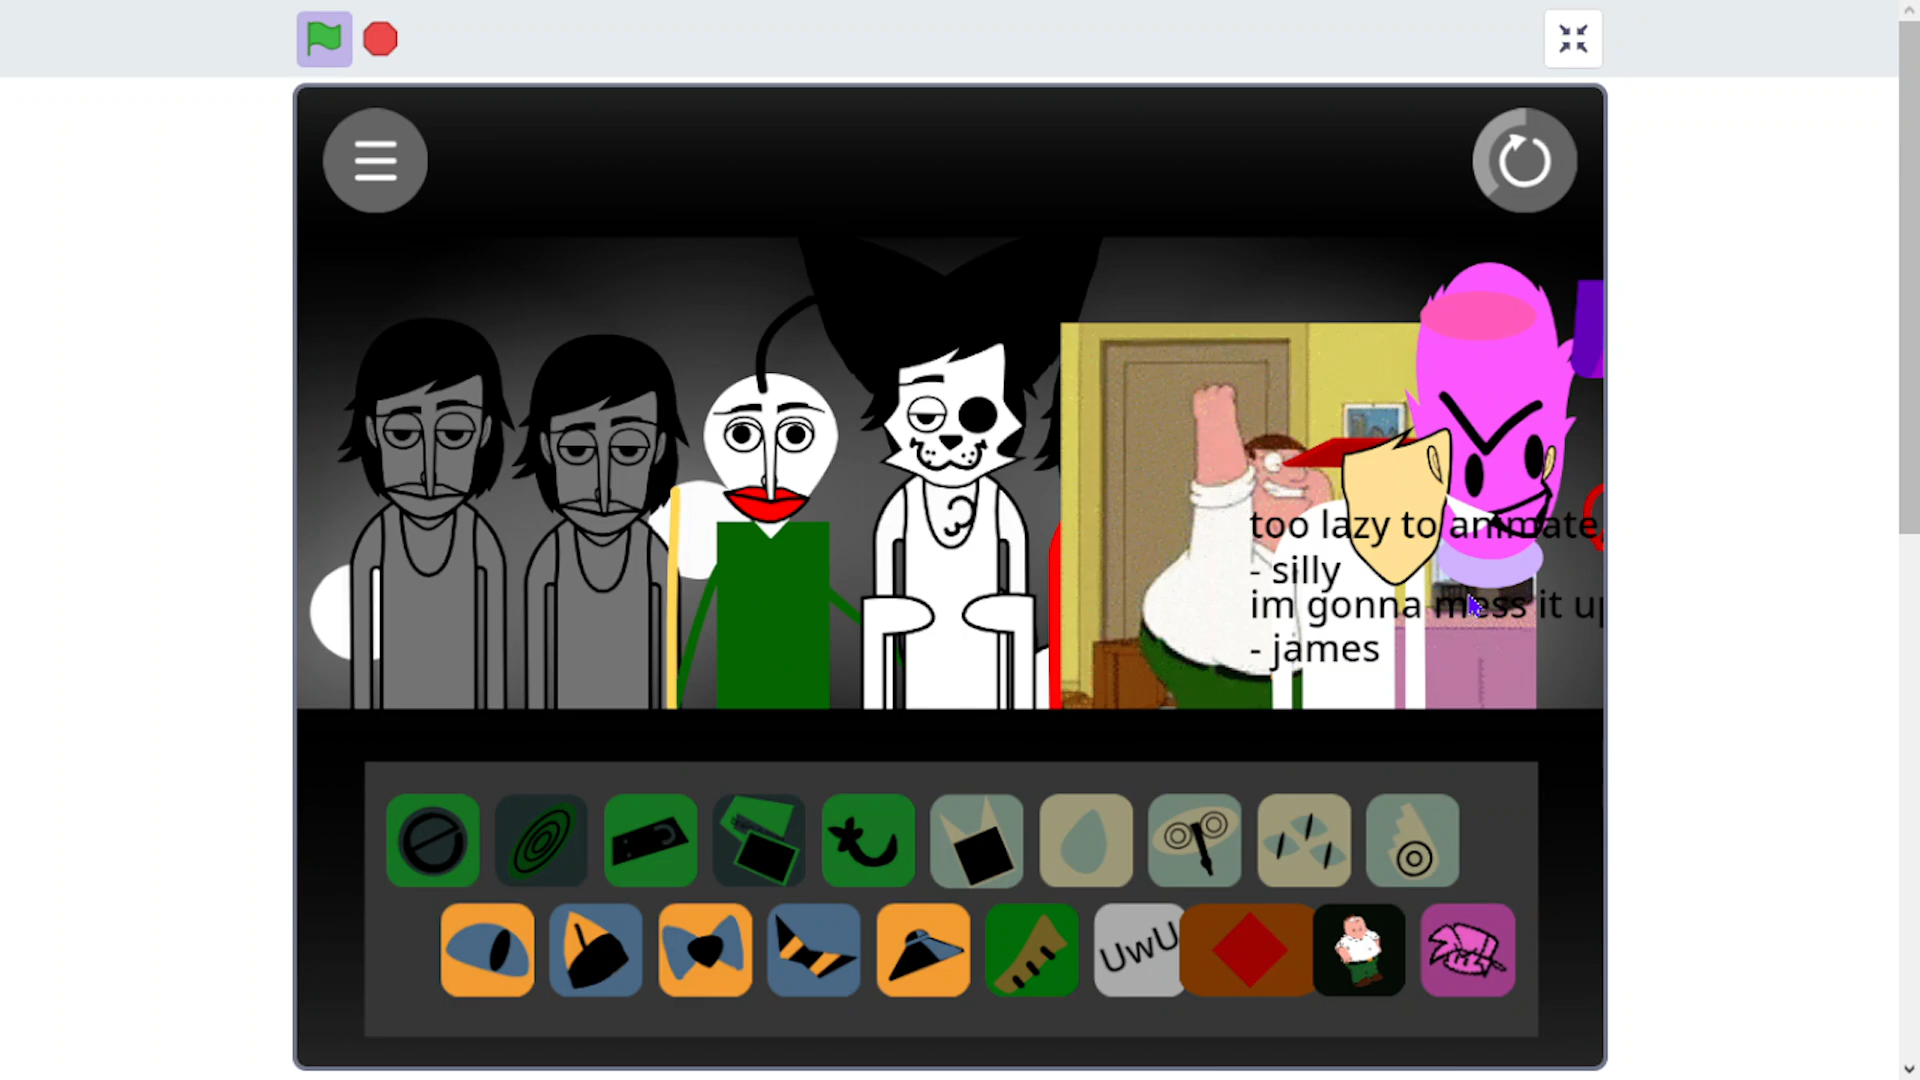 too lazy to animate
- silly
im gonna mess it up
- james
UwU